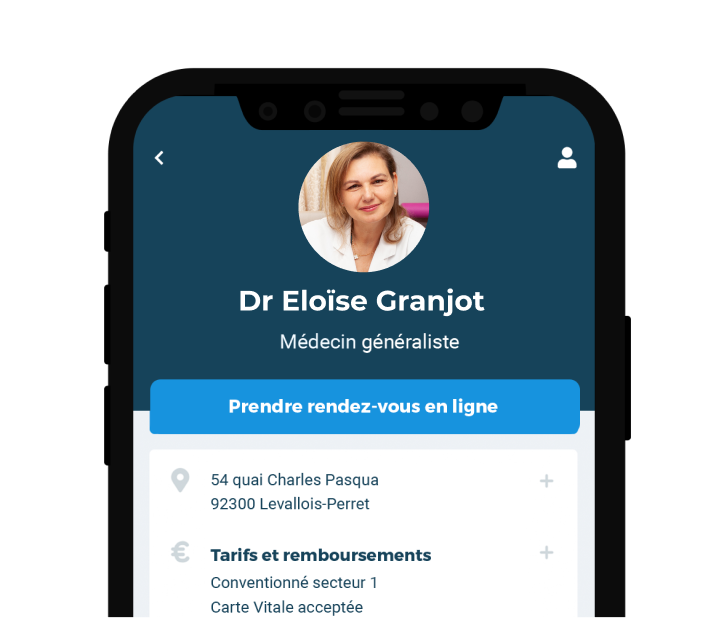 Dr Eloïse Granjot
Médecin généraliste
Prendre rendez-vous en ligne
54 quai Charles Pasqua
92300 Levallois-Perret
Tarifs et remboursements
Conventionné secteur 1
Carte Vitale acceptée